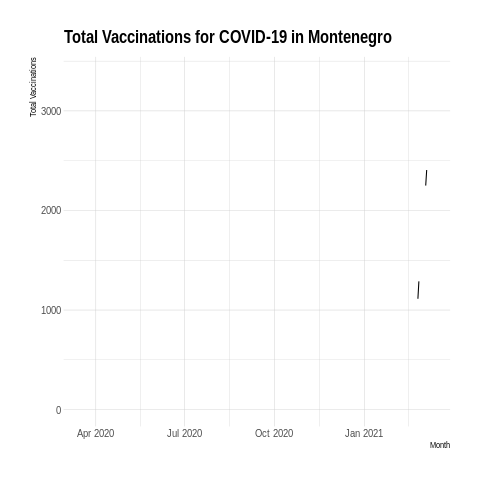 Total Vaccinations for COVID-19 in Montenegro
Total Vaccinations
3000
2000
1000
0
Apr 2020
Jul 2020
Oct 2020
Jan 2021
Month